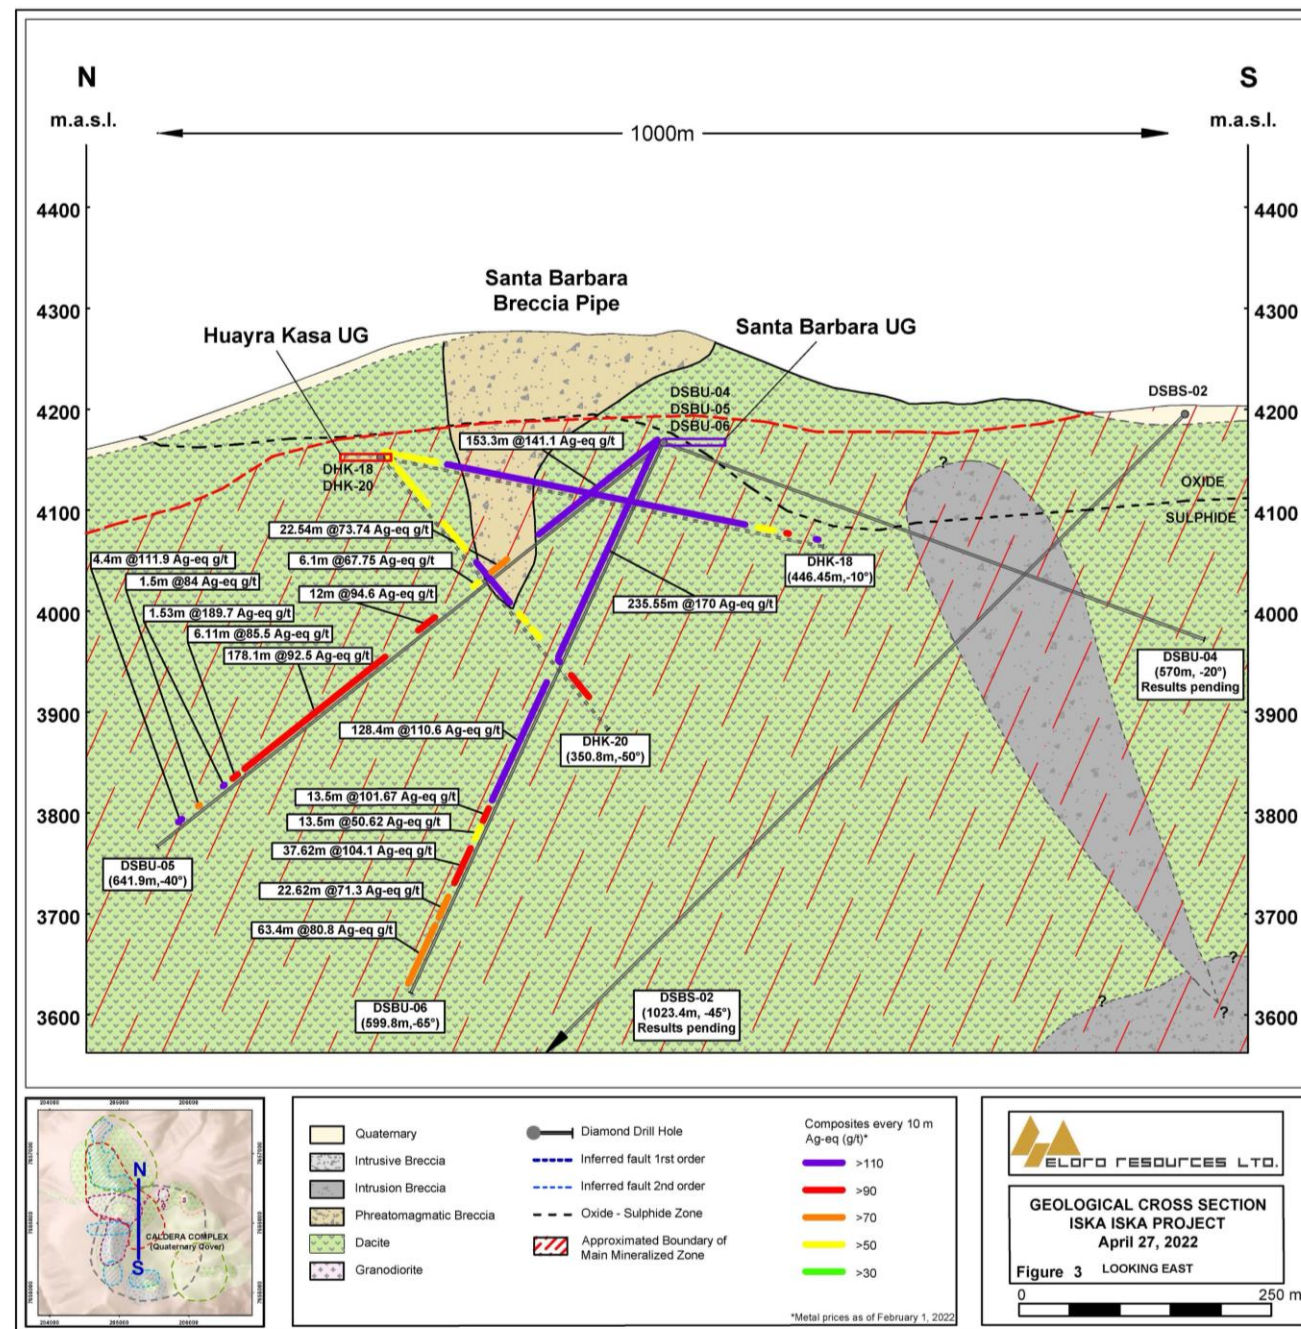 N
S
m.a.s.l.
m.a.s.l.
1000m
4400
4400
4300
4300
4200
4200
4100
4100
4000
4000
3900
3900
3800
3800
3700
3700
3600
3600
Santa Barbara
Breccia Pipe
Huayra Kasa UG
Santa Barbara UG
DSBS-02
DSBU-04
DSBU-05
DSBU-06
153.3m @141.1 Ag-eq g/t
DHK-18
DHK-20
?
OXIDE
SULPHIDE
22.54m @73.74 Ag-eq g/t
4.4m @111.9 Ag-eq g/t
6.1m @67.75 Ag-eq g/t
DHK-18
(446.45m,-10°)
1.5m @84 Ag-eq g/t
12m @94.6 Ag-eq g/t
235.55m @170 Ag-eq g/t
1.53m @189.7 Ag-eq g/t
6.11m @85.5 Ag-eq g/t
178.1m @92.5 Ag-eq g/t
DSBU-04
(570m, -20°)
Results pending
128.4m @110.6 Ag-eq g/t
DHK-20
(350.8m,-50°)
13.5m @101.67 Ag-eq g/t
13.5m @50.62 Ag-eq g/t
37.62m @104.1 Ag-eq g/t
DSBU-05
(641.9m,-40°)
22.62m @71.3 Ag-eq g/t
63.4m @80.8 Ag-eq g/t
?
?
?
DSBU-06
(599.8m,-65°)
DSBS-02
(1023.4m, -45°)
Results pending
N
S
CALDERA COMPLEX
(Quaternary Cover)
Quaternary
Intrusive Breccia
Intrusion Breccia
Phreatomagmatic Breccia
Dacite
Granodiorite
Diamond Drill Hole
Inferred fault 1rst order
Inferred fault 2nd order
Oxide - Sulphide Zone
Approximated Boundary of
Main Mineralized Zone
Composites every 10 m
Ag-eq (g/t)*
>110
>90
>70
>50
>30
*Metal prices as of February 1, 2022
ELORO RESOURCES LTD.
GEOLOGICAL CROSS SECTION
ISKA ISKA PROJECT
April 27, 2022
Figure 3 LOOKING EAST
0 250 m